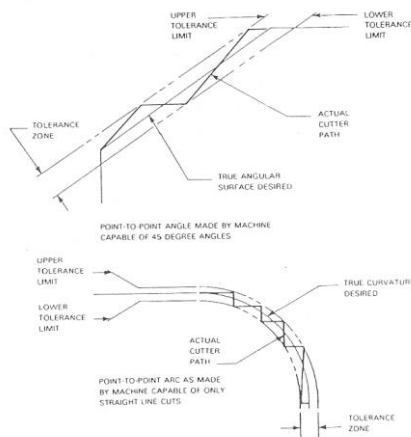 UPPER
TOLERANCE
LIMIT
LOWER
TOLERANCE
LIMIT
TOLERANCE
ZONE
ACTUAL
CUTTER
PATH
TRUE ANGULAR
SURFACE DESIRED
POINT-TO-POINT ANGLE MADE BY MACHINE
CAPABLE OF 45 DEGREE ANGLES
UPPER
TOLERANCE
LIMIT
TRUE CURVATURE
DESIRED
LOWER
TOLERANCE
LIMIT
ACTUAL
CUTTER
PATH
POINT-TO-POINT ARC AS MADE
BY MACHINE CAPABLE OF ONLY
STRAIGHT LINE CUTS
TOLERANCE
ZONE